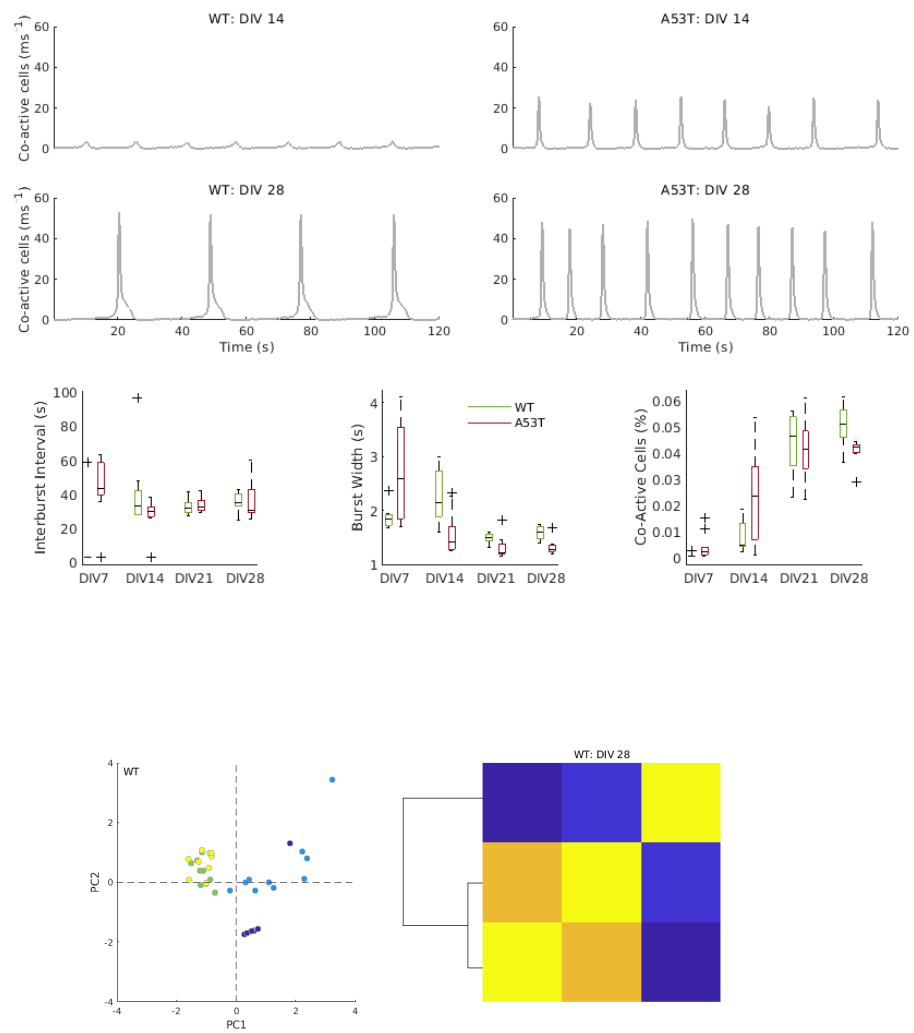 WT: DIV 14
A53T: DIV 14
Co-active cells (ms⁻¹)
60
40
20
0
60
40
20
0
WT: DIV 28
A53T: DIV 28
Co-active cells (ms⁻¹)
60
40
20
0
60
40
20
0
20 40 60 80 100 120
20 40 60 80 100 120
Time (s)
Time (s)
Interburst Interval (s)
100
80
60
40
20
0
DIV7 DIV14 DIV21 DIV28
Burst Width (s)
4
3
2
1
WT
A53T
DIV7 DIV14 DIV21 DIV28
Co-Active Cells (%)
0.06
0.05
0.04
0.03
0.02
0.01
0
DIV7 DIV14 DIV21 DIV28
WT
PC2
4
2
0
-2
-4
-4 -2 0 2 4
PC1
WT: DIV 28